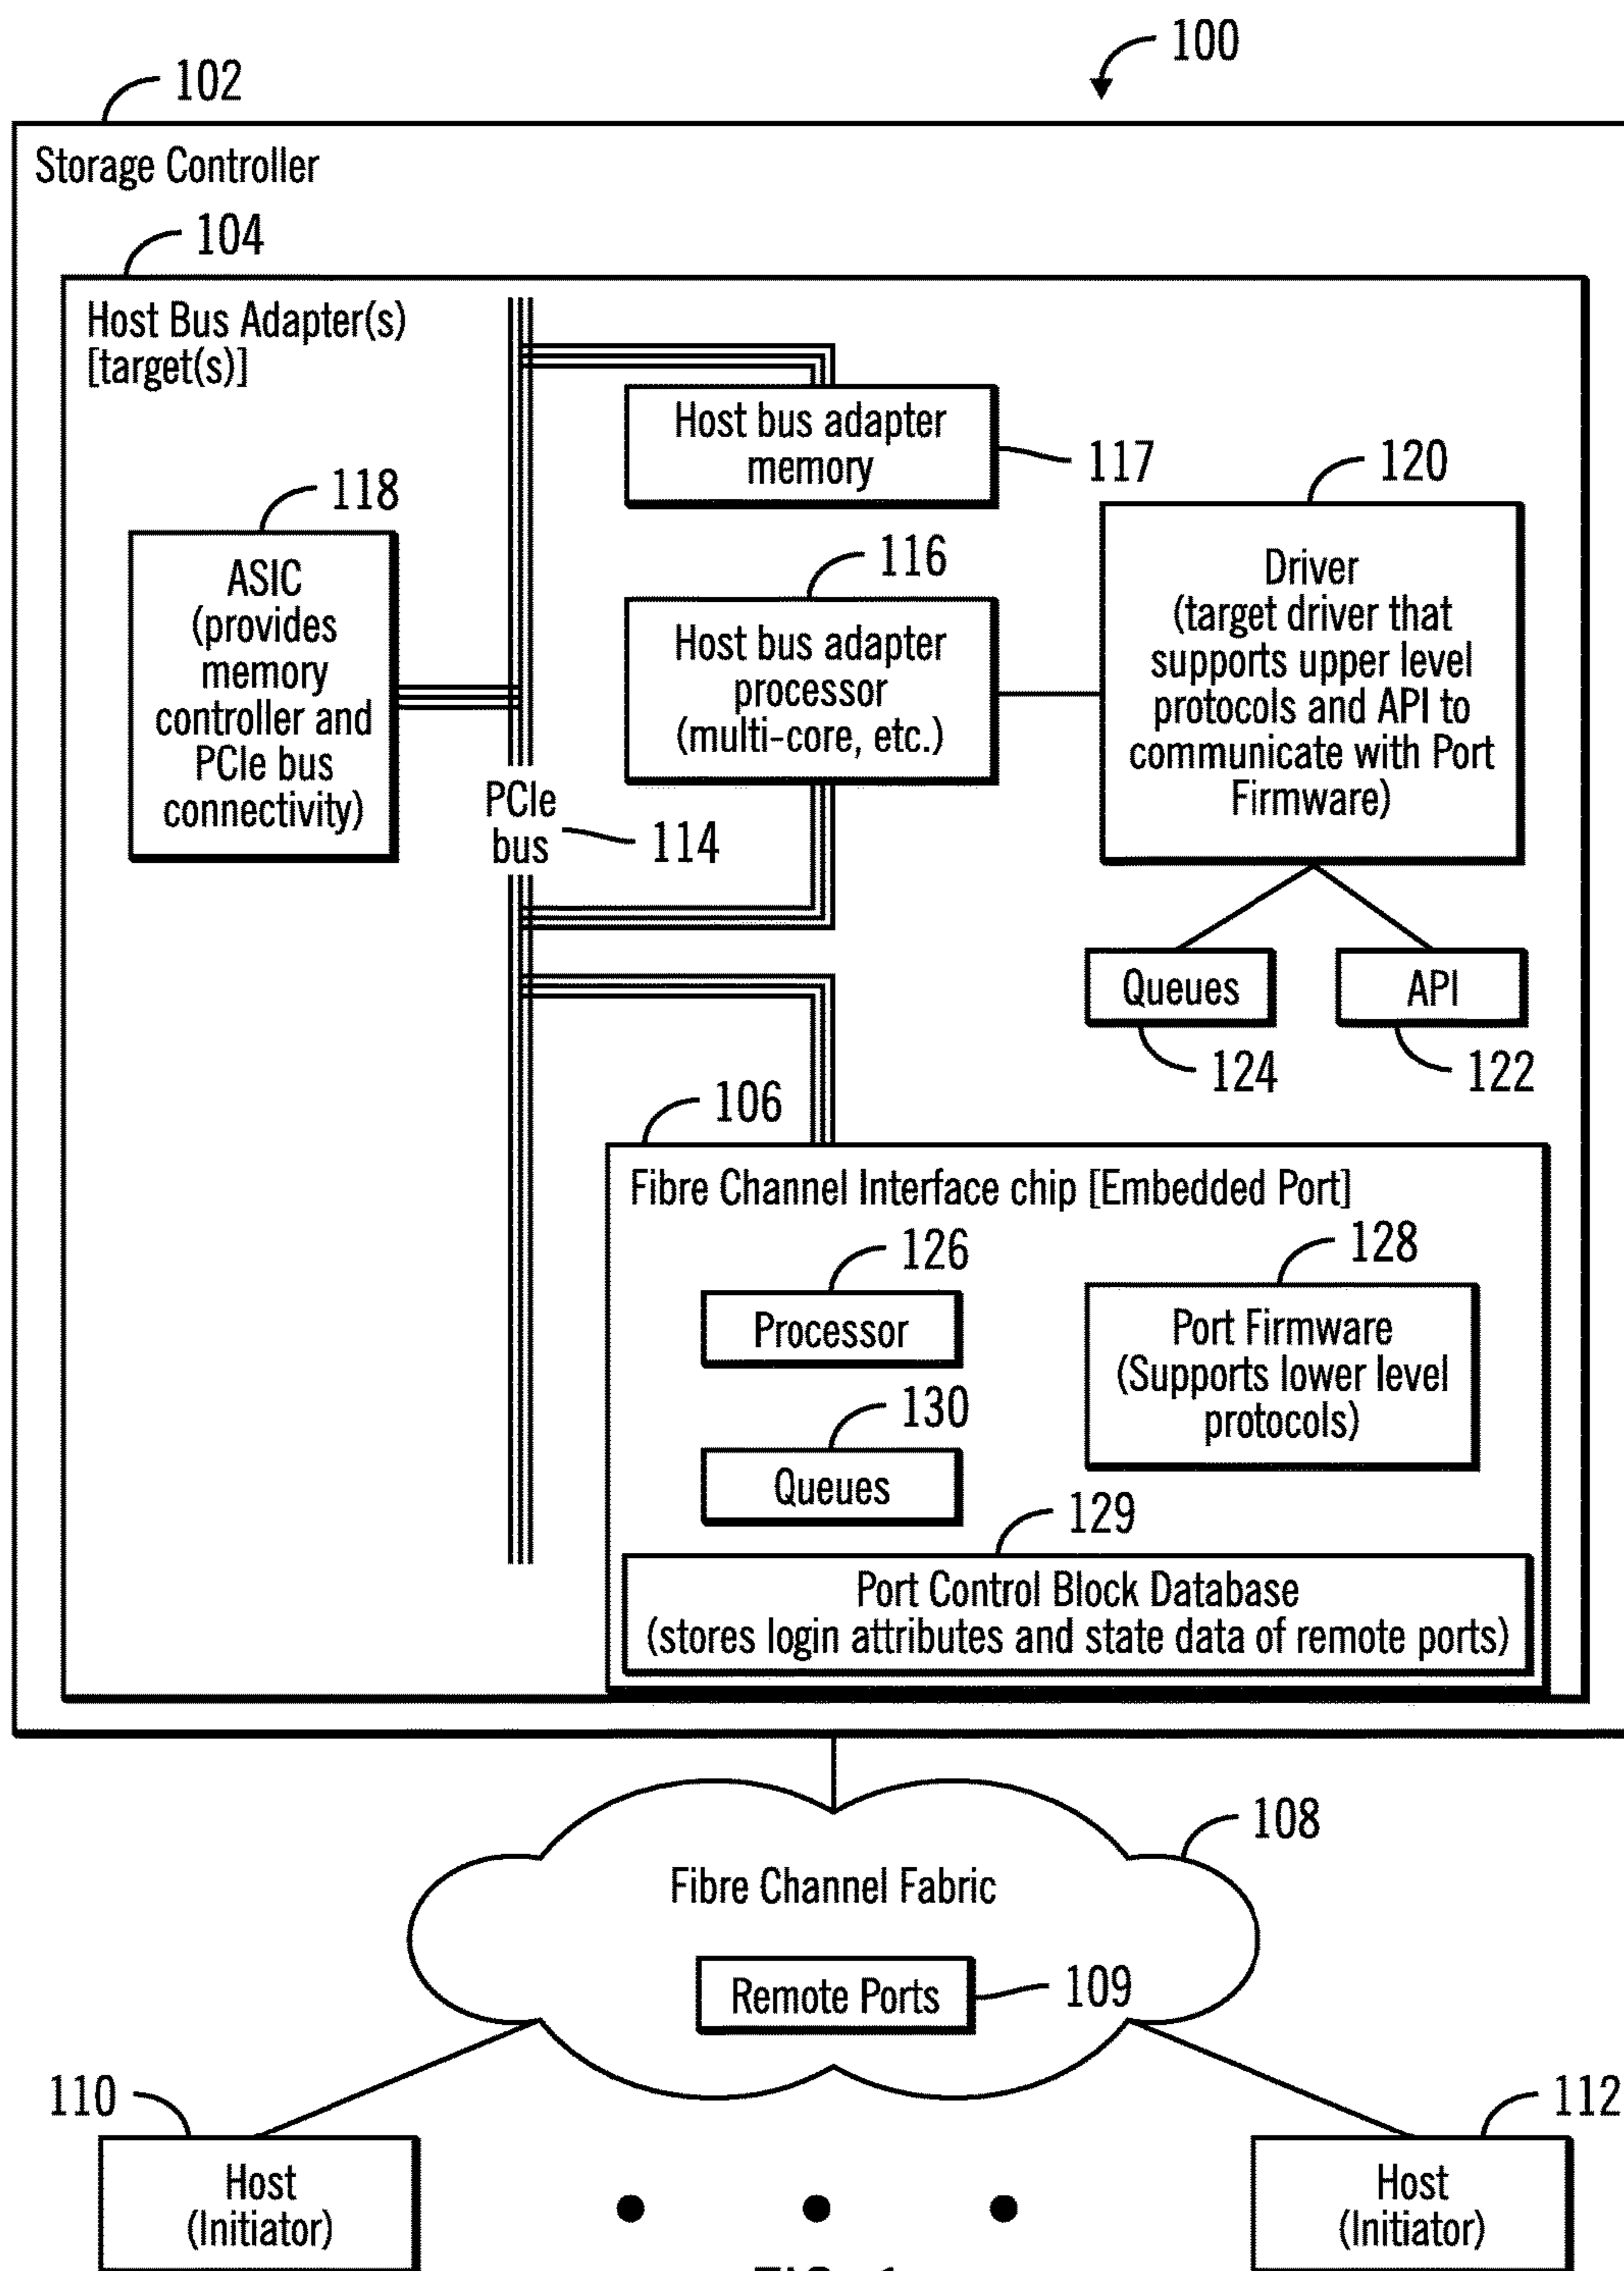 100
102
Storage Controller
104
Host Bus Adapter(s)
[target(s)]
Host bus adapter
memory
117
118
ASIC
(provides
memory
controller and
PCIe bus
connectivity)
116
Host bus adapter
processor
(multi-core, etc.)
120
Driver
(target driver that
supports upper level
protocols and API to
communicate with Port
Firmware)
PCIe
bus
114
Queues
124
API
122
106
Fibre Channel Interface chip [Embedded Port]
126
Processor
128
Port Firmware
(Supports lower level
protocols)
130
Queues
129
Port Control Block Database
(stores login attributes and state data of remote ports)
108
Fibre Channel Fabric
Remote Ports
109
110
Host
(Initiator)
112
Host
(Initiator)